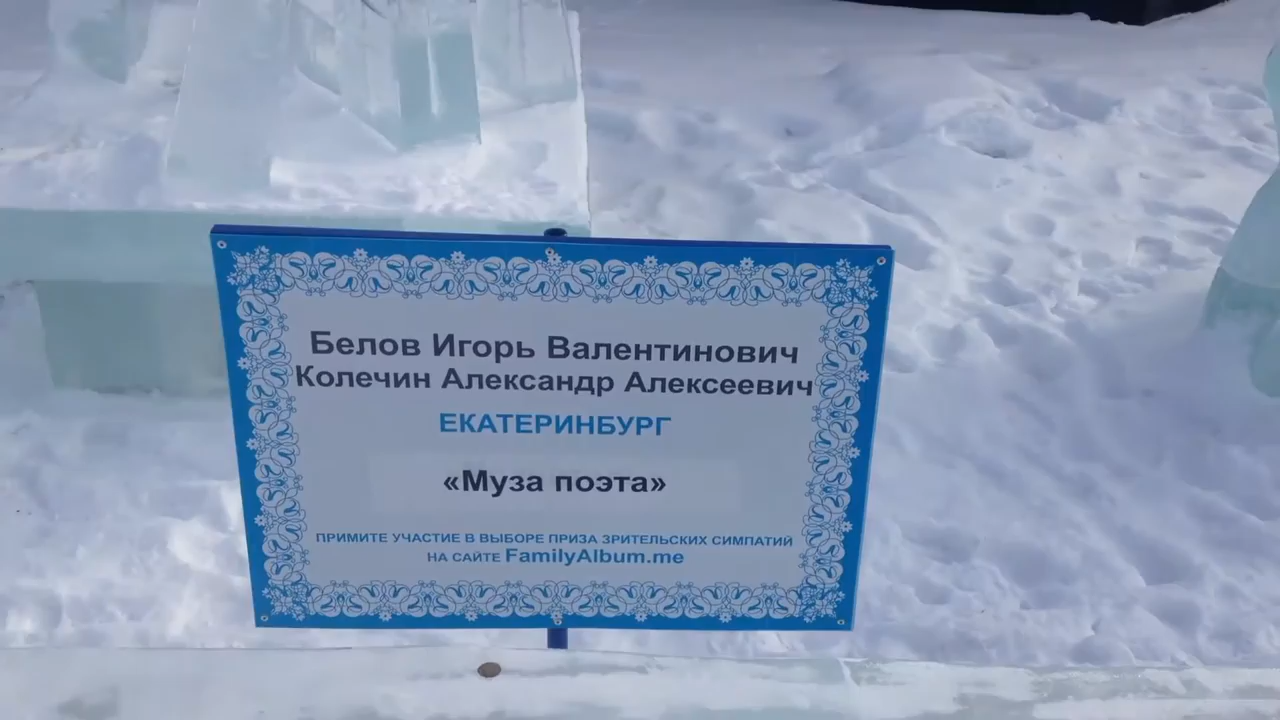 Белов Игорь Валентинович
Колечин Александр Алексеевич
ЕКАТЕРИНБУРГ
«Муза поэта»
ПРИМИТЕ УЧАСТИЕ В ВЫБОРЕ ПРИЗА ЗРИТЕЛЬСКИХ СИМПАТИЙ
НА САЙТЕ FamilyAlbum.me